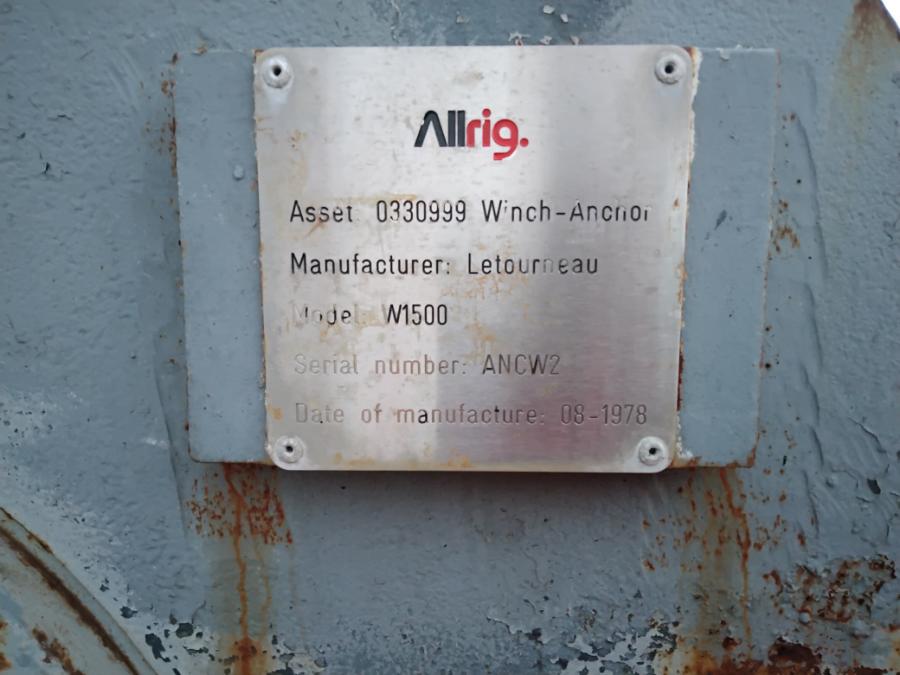 Allrig.
Asset: 0330999 Winch-Anchor
Manufacturer: Letourneau
Model: W1500
Serial number: ANCW2
Date of manufacture: 08-1978